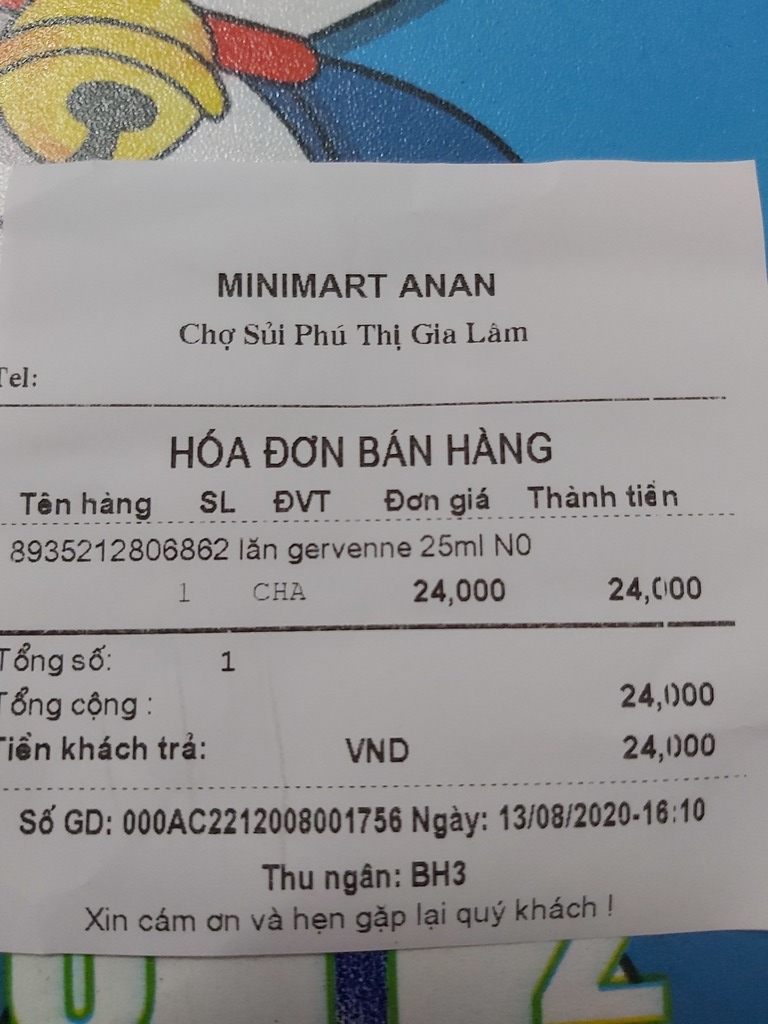 MINIMART ANAN
Chợ Sủi Phú Thị Gia Lâm
Tel:
HÓA ĐƠN BÁN HÀNG
Tên hàng SL ĐVT Đơn giá Thành tiền
8935212806862 lăn gervenne 25ml N0
1 CHA 24,000 24,000
Tổng số: 1
Tổng cộng : 24,000
Tiền khách trả: VND 24,000
Số GD: 000AC2212008001756 Ngày: 13/08/2020-16:10
Thu ngân: BH3
Xin cám ơn và hẹn gặp lại quý khách !